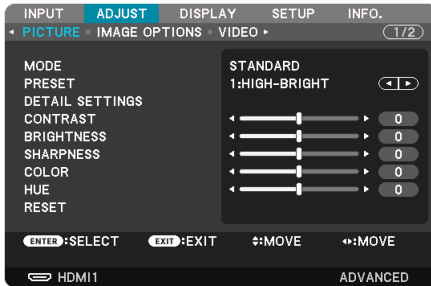 INPUT ADJUST DISPLAY SETUP INFO.
PICTURE IMAGE OPTIONS VIDEO (1/2)
MODE STANDARD
PRESET 1:HIGH-BRIGHT
DETAIL SETTINGS
CONTRAST 0
BRIGHTNESS 0
SHARPNESS 0
COLOR 0
HUE 0
RESET
ENTER:SELECT EXIT:EXIT :MOVE :MOVE
HDMI1 ADVANCED